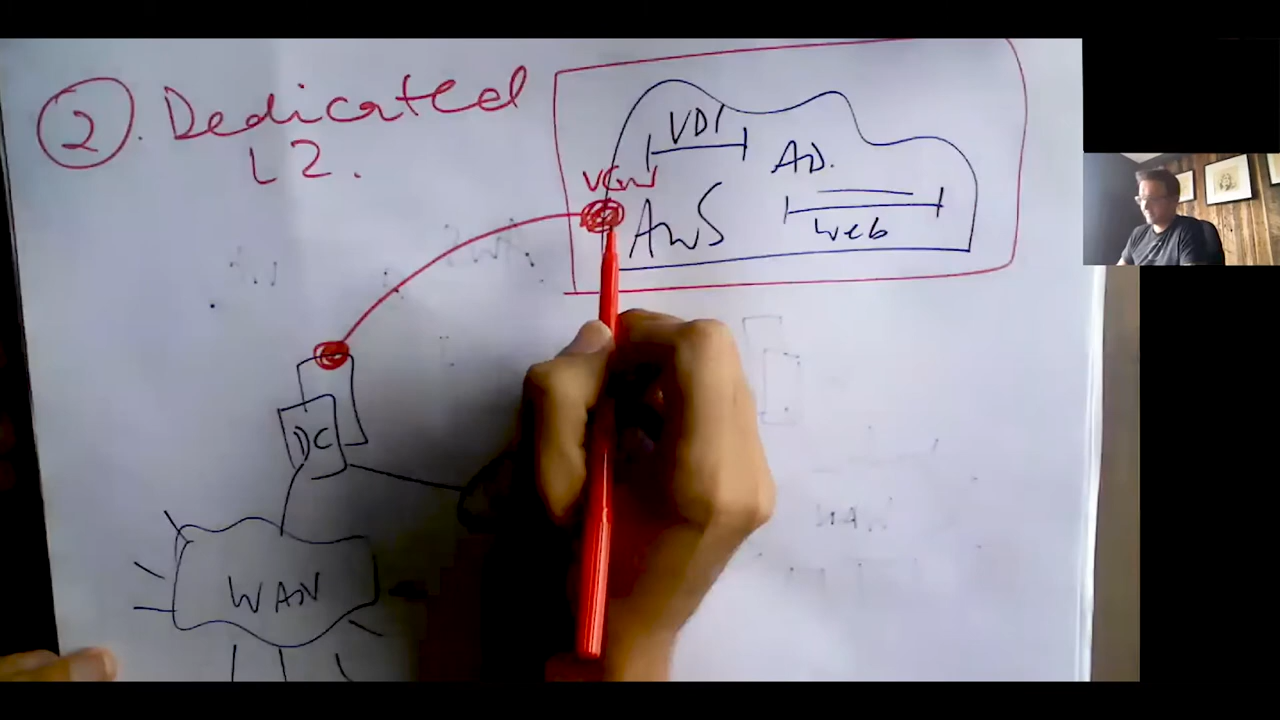 2. Dedicated
L2.
VDI
AD.
VGW
AWS
Web
DC
WAN